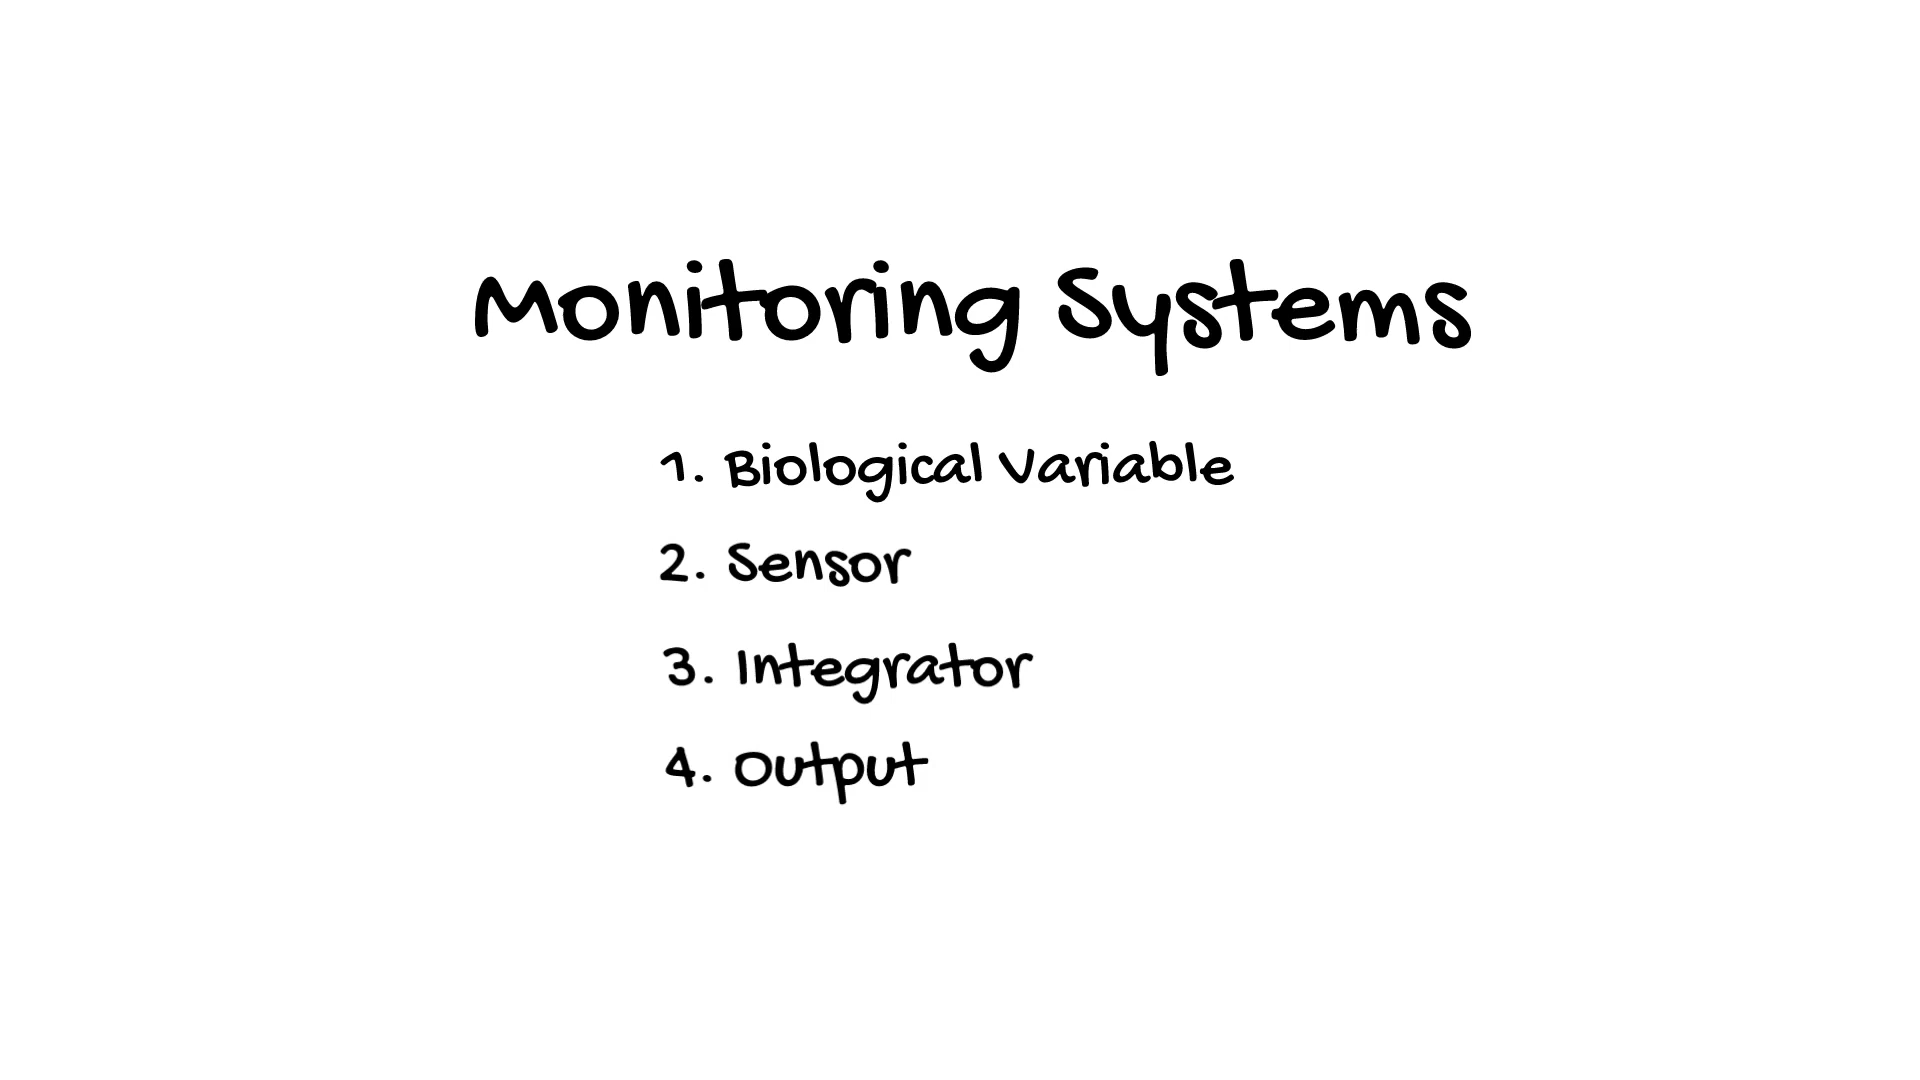 Monitoring Systems
1. Biological Variable
2. Sensor
3. Integrator
4. Output